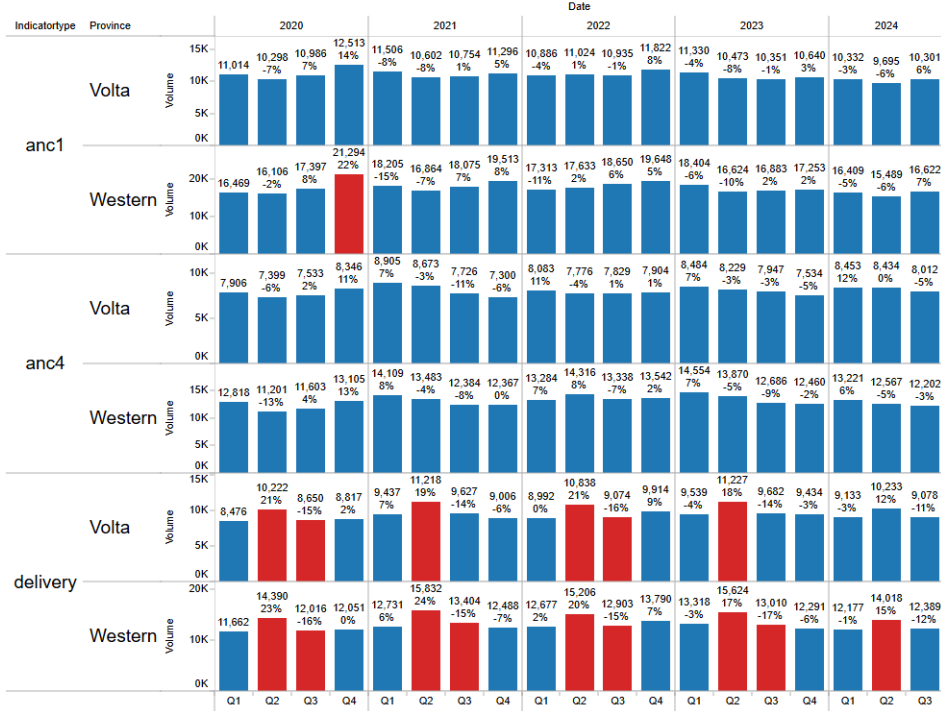 Date
Indicatortype Province 2020 2021 2022 2023 2024
anc1
Volta
Volume
15K
10K
5K
0K
11,014 10,298 10,986 12,513 11,506 10,602 10,754 11,296 10,886 11,024 10,935 11,822 11,330 10,473 10,351 10,640 10,332 9,695 10,301
-7% 7% 14% -8% -8% 1% 5% -4% 1% -1% 8% -4% -8% -1% 3% -3% -6% 6%
Western
Volume
20K
10K
0K
16,469 16,106 17,397 21,294 18,205 16,864 18,075 19,513 17,313 17,633 18,650 19,648 18,404 16,624 16,883 17,253 16,409 15,489 16,622
-2% 8% 22% -15% -7% 7% 8% -11% 2% 6% 5% -6% -10% 2% 2% -5% -6% 7%
anc4
Volta
Volume
10K
5K
0K
7,906 7,399 7,533 8,346 8,905 8,673 7,726 7,300 8,083 7,776 7,829 7,904 8,484 8,229 7,947 7,534 8,453 8,434 8,012
-6% 2% 11% 7% -3% -11% -6% 11% -4% 1% 1% 7% -3% -3% -5% 12% 0% -5%
Western
Volume
15K
10K
5K
0K
12,818 11,201 11,603 13,105 14,109 13,483 12,384 12,367 13,284 14,316 13,338 13,542 14,554 13,870 12,686 12,460 13,221 12,567 12,202
-13% 4% 13% 8% -4% -8% 0% 7% 8% -7% 2% 7% -5% -9% -2% 6% -5% -3%
delivery
Volta
Volume
15K
10K
5K
0K
8,476 10,222 8,650 8,817 9,437 11,218 9,627 9,006 8,992 10,838 9,074 9,914 9,539 11,227 9,682 9,434 9,133 10,233 9,078
21% -15% 2% 7% 19% -14% -6% 0% 21% -16% 9% -4% 18% -14% -3% -3% 12% -11%
Western
Volume
20K
10K
0K
11,662 14,390 12,016 12,051 12,731 15,832 13,404 12,488 12,677 15,206 12,903 13,790 13,318 15,624 13,010 12,291 12,177 14,018 12,389
23% -16% 0% 6% 24% -15% -7% 2% 20% -15% 7% -3% 17% -17% -6% -1% 15% -12%
Q1 Q2 Q3 Q4 Q1 Q2 Q3 Q4 Q1 Q2 Q3 Q4 Q1 Q2 Q3 Q4 Q1 Q2 Q3